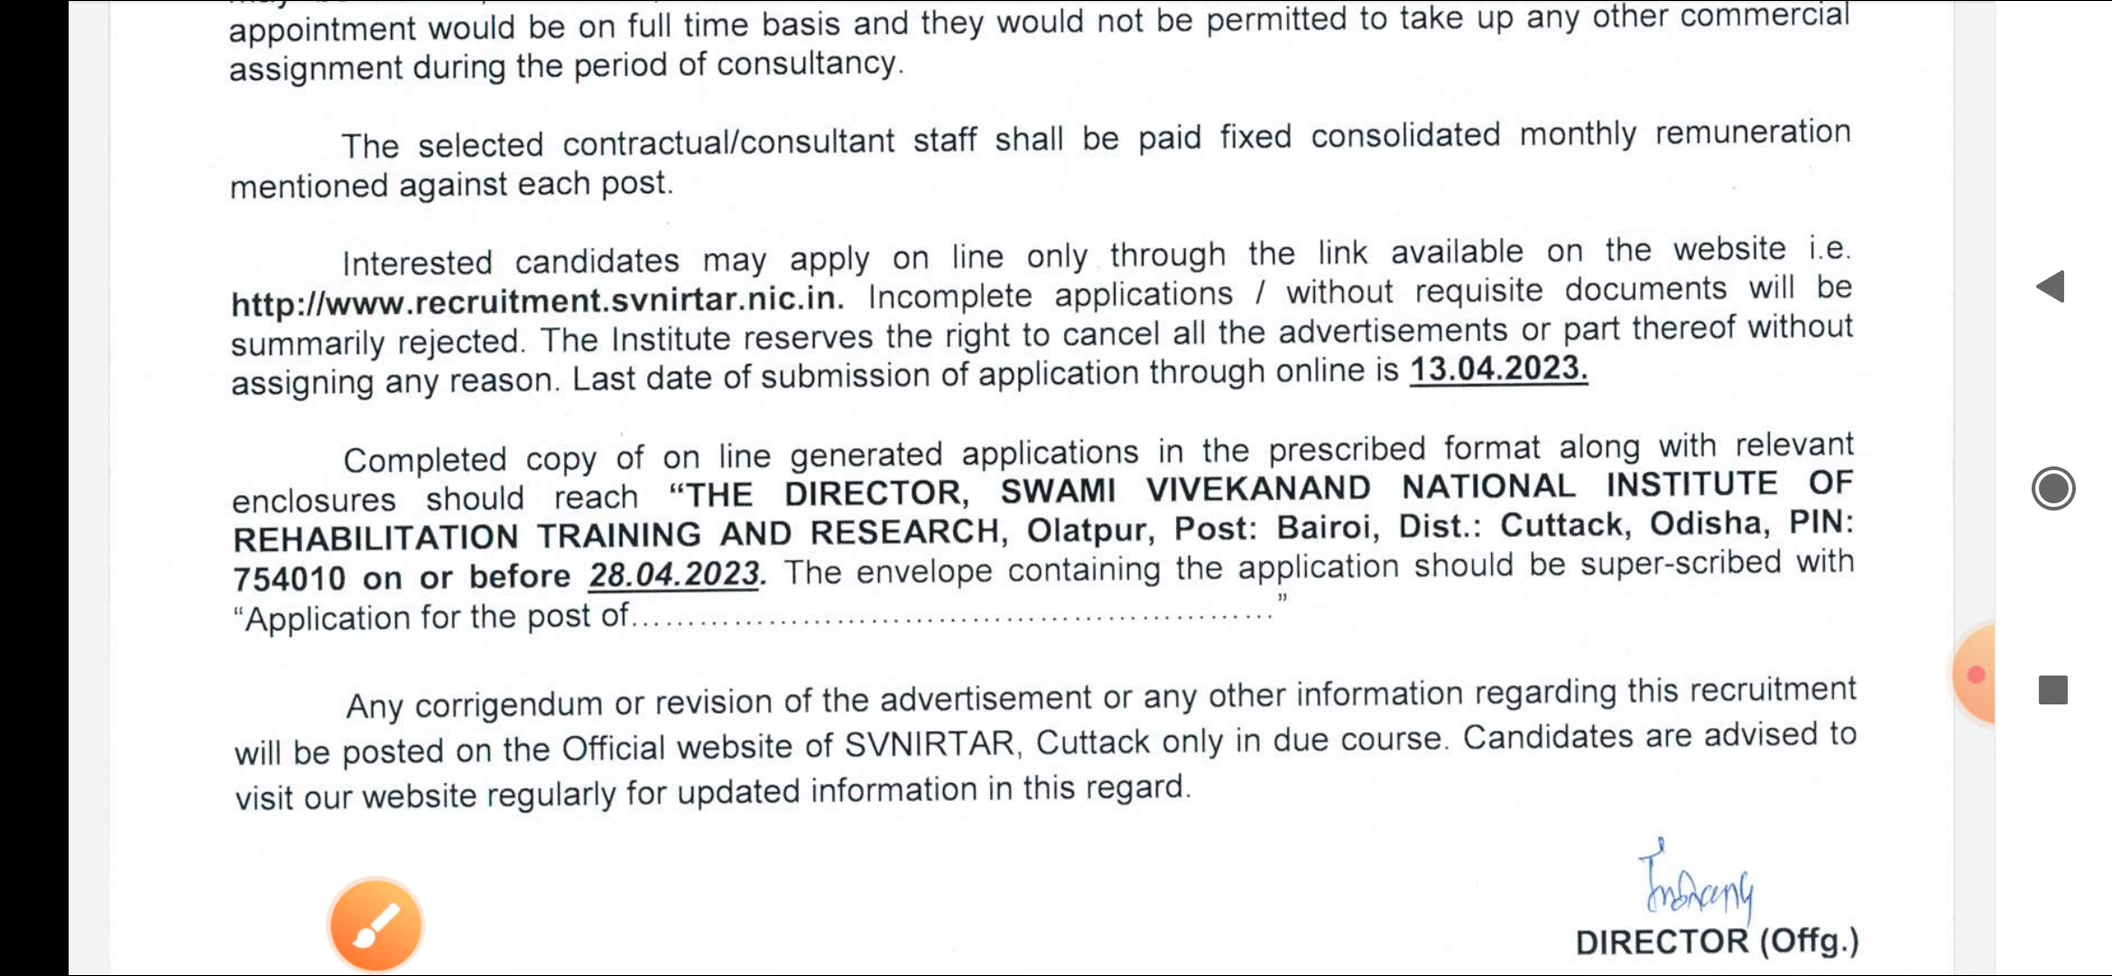 appointment would be on full time basis and they would not be permitted to take up any other commercial
assignment during the period of consultancy.
The selected contractual/consultant staff shall be paid fixed consolidated monthly remuneration
mentioned against each post.
Interested candidates may apply on line only through the link available on the website i.e.
http://www.recruitment.svnirtar.nic.in. Incomplete applications / without requisite documents will be
summarily rejected. The Institute reserves the right to cancel all the advertisements or part thereof without
assigning any reason. Last date of submission of application through online is 13.04.2023.
Completed copy of on line generated applications in the prescribed format along with relevant
enclosures should reach “THE DIRECTOR, SWAMI VIVEKANAND NATIONAL INSTITUTE OF
REHABILITATION TRAINING AND RESEARCH, Olatpur, Post: Bairoi, Dist.: Cuttack, Odisha, PIN:
754010 on or before 28.04.2023. The envelope containing the application should be super-scribed with
“Application for the post of..............................................................”
Any corrigendum or revision of the advertisement or any other information regarding this recruitment
will be posted on the Official website of SVNIRTAR, Cuttack only in due course. Candidates are advised to
visit our website regularly for updated information in this regard.
DIRECTOR (Offg.)